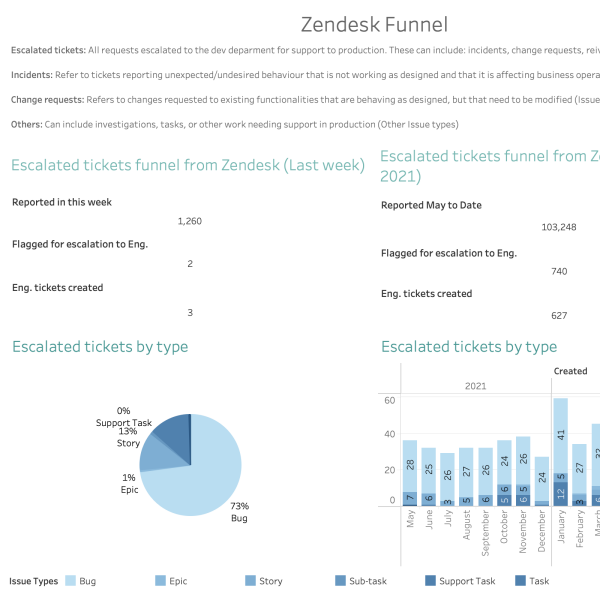 Zendesk Funnel
Escalated tickets: All requests escalated to the dev deparment for support to production. These can include: incidents, change requests,
Incidents: Refer to tickets reporting unexpected/undesired behaviour that is not working as designed and that it is affecting business
Change requests: Refers to changes requested to existing functionalities that are behaving as designed, but that need to be modified (Issue
Others: Can include investigations, tasks, or other work needing support in production (Other Issue types)
Escalated tickets funnel from Zendesk (Last week)
Reported in this week
1,260
Flagged for escalation to Eng.
2
Eng. tickets created
3
Escalated tickets funnel from
2021)
Reported May to Date
103,248
Flagged for escalation to Eng.
740
Eng. tickets created
627
Escalated tickets by type
0%
Support Task
13%
Story
1%
Epic
73%
Bug
Escalated tickets by type
Created
2021
60
40
20
0
28
7
25
6
26
3
27
5
26
6
24
6
5
26
5
6
24
41
5
12
27
3
6
May
June
July
August
September
October
November
December
January
February
March
Issue Types
Bug
Epic
Story
Sub-task
Support Task
Task